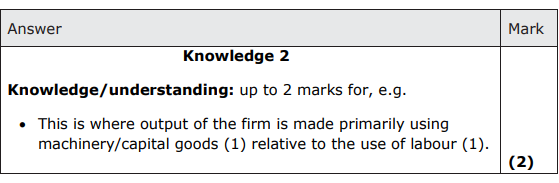 Answer
Mark
Knowledge 2
Knowledge/understanding: up to 2 marks for, e.g.
• This is where output of the firm is made primarily using
machinery/capital goods (1) relative to the use of labour (1).
(2)